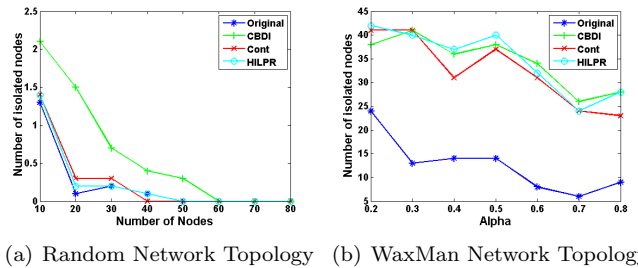 2.5
2
1.5
1
0.5
0
10 20 30 40 50 60 70 80
Number of isolated nodes
Number of Nodes
Original
CBDI
Cont
HILPR
45
40
35
30
25
20
15
10
5
0.2 0.3 0.4 0.5 0.6 0.7 0.8
Number of isolated nodes
Alpha
Original
CBDI
Cont
HILPR
(a) Random Network Topology
(b) WaxMan Network Topology